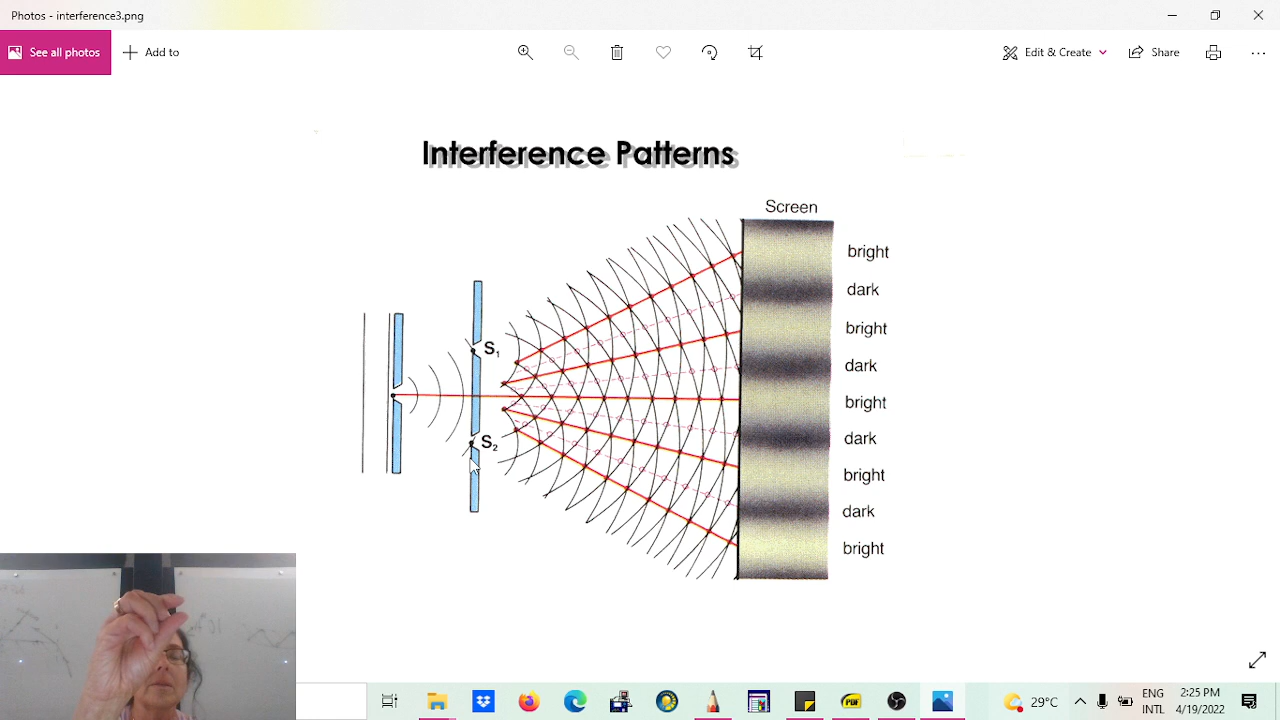 Photos - interference3.png
See all photos
Add to
Edit & Create
Share
Interference Patterns
Screen
bright
dark
bright
S1
dark
bright
dark
S2
bright
dark
bright
29°C
ENG
INTL
2:25 PM
4/19/2022
PDF